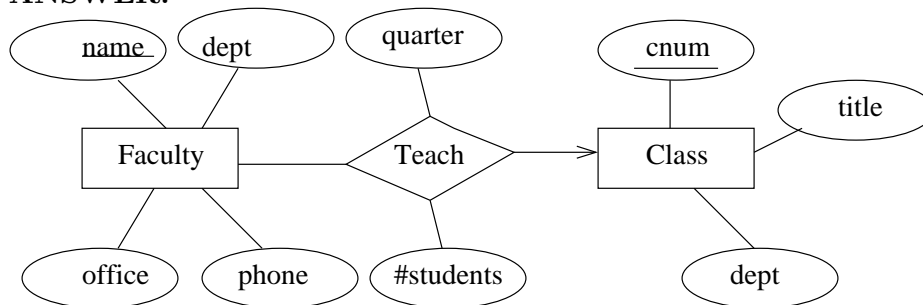 ANSWER:
name
dept
quarter
cnum
title
Faculty
Teach
Class
office
phone
#students
dept